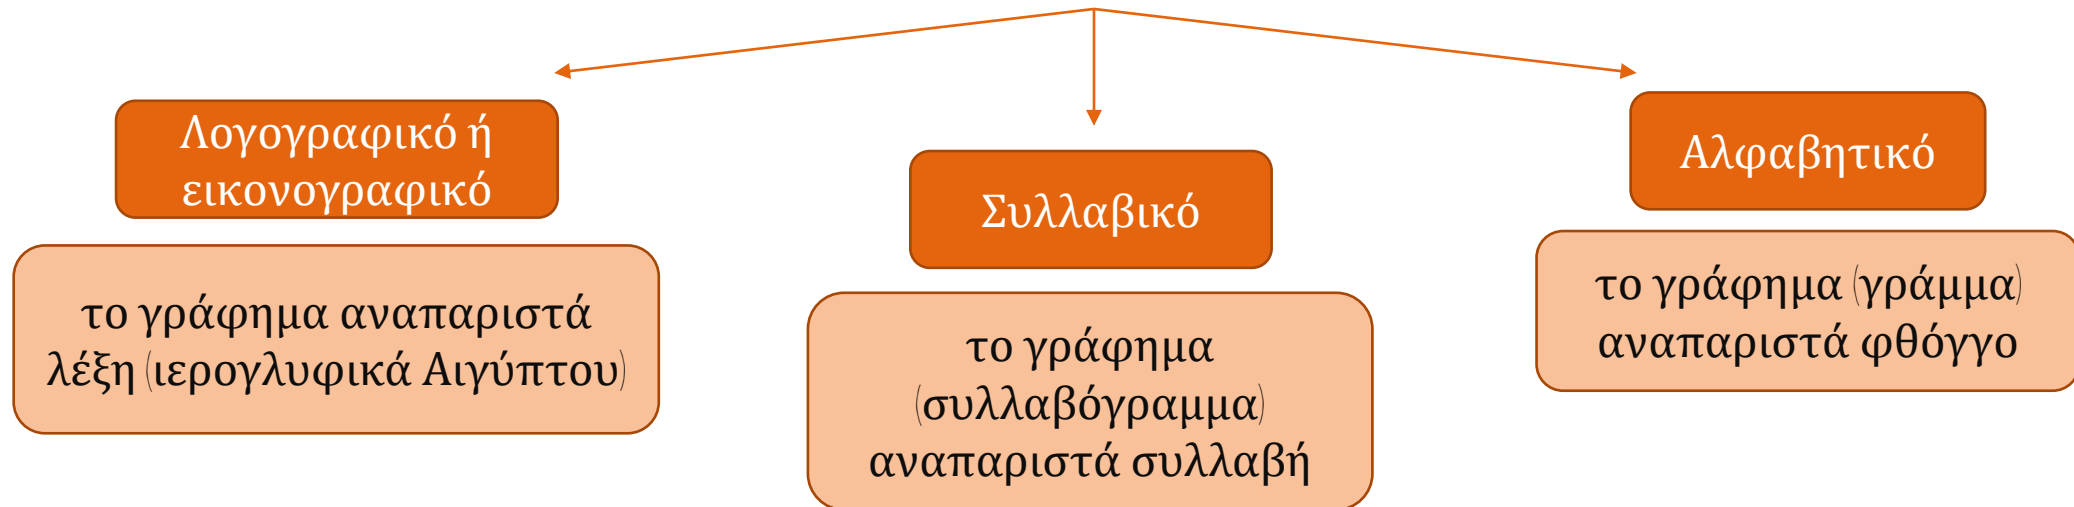 Λογογραφικό ή
εικονογραφικό
το γράφημα αναπαριστά
λέξη (ιερογλυφικά Αιγύπτου)
Συλλαβικό
το γράφημα
(συλλαβόγραμμα)
αναπαριστά συλλαβή
Αλφαβητικό
το γράφημα (γράμμα)
αναπαριστά φθόγγο